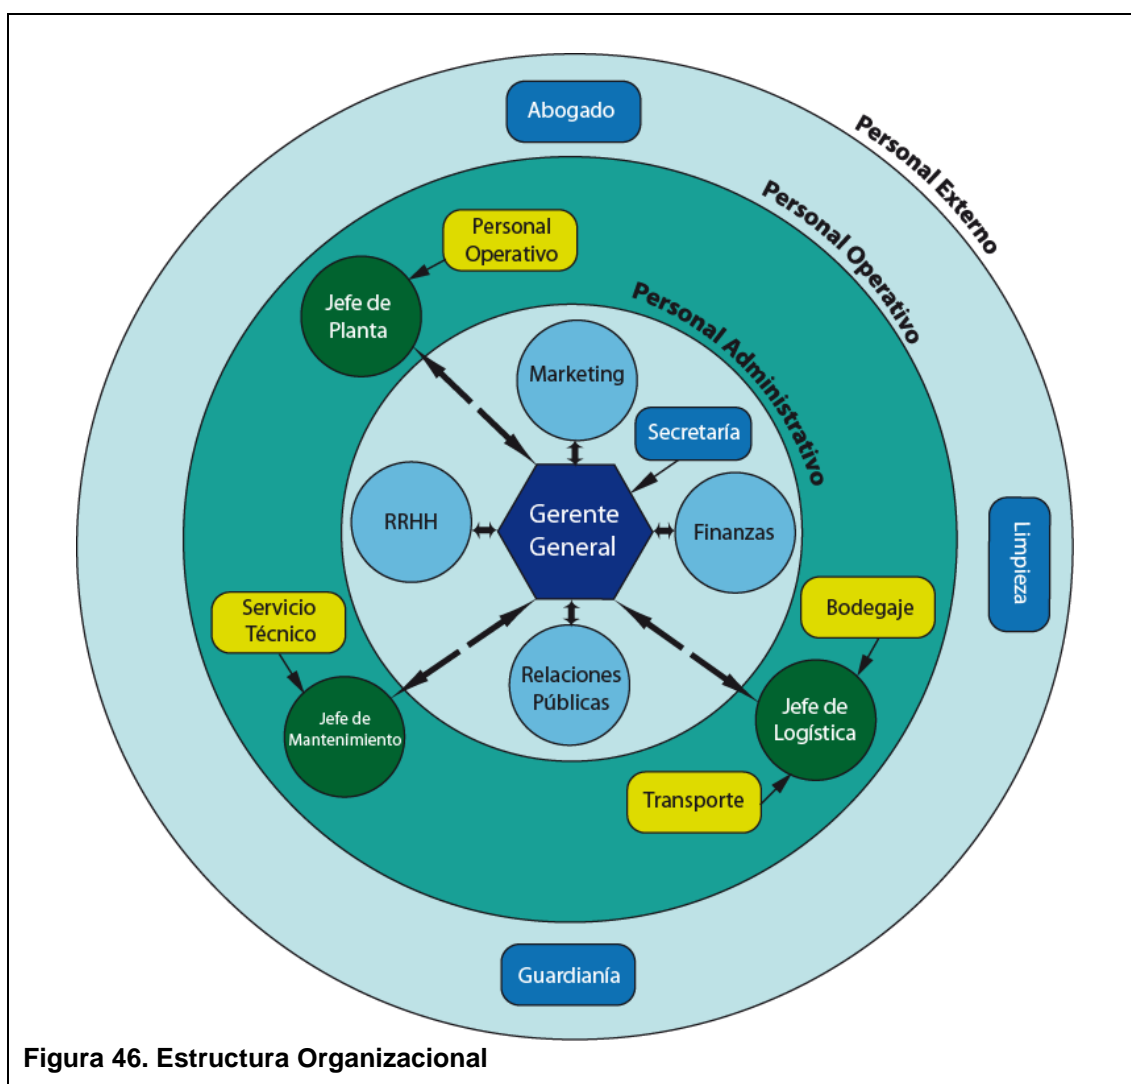 Abogado
Personal Externo
Personal Operativo
Personal Administrativo
Personal
Operativo
Jefe de
Planta
Marketing
Secretaría
RRHH
Gerente
General
Finanzas
Limpieza
Servicio
Técnico
Bodegaje
Relaciones
Públicas
Jefe de
Mantenimiento
Jefe de
Logística
Transporte
Guardianía
Figura 46. Estructura Organizacional